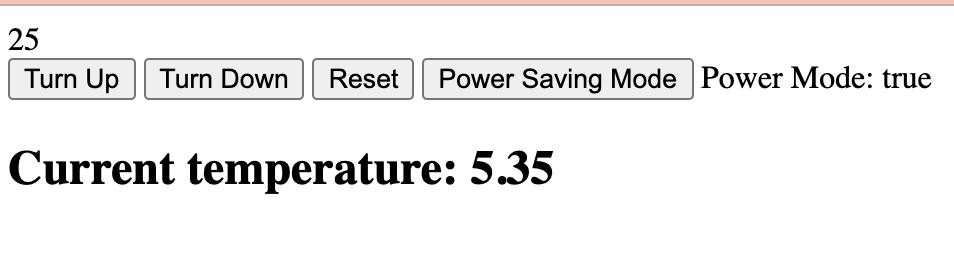 25
Turn Up Turn Down Reset Power Saving Mode Power Mode: true
Current temperature: 5.35